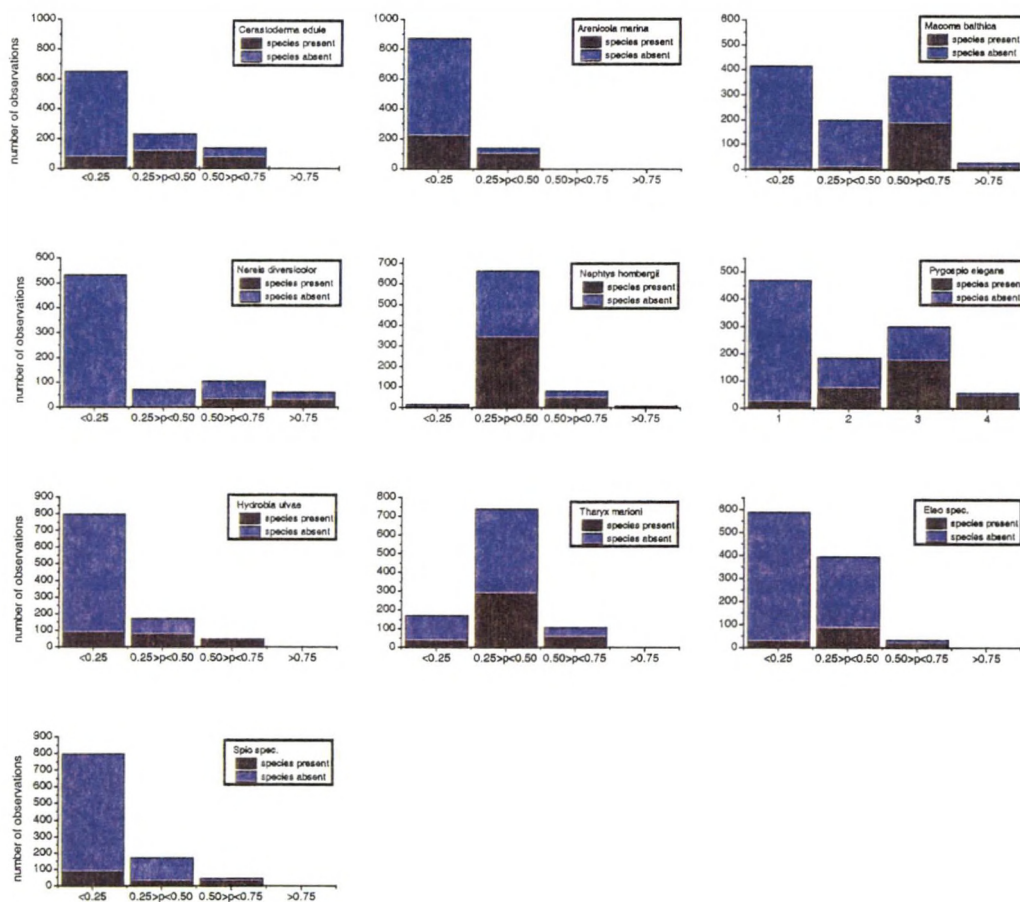 number of observations
1000
800
600
400
200
0
Cerastoderma edule
species present
species absent
<0.25 0.25>p<0.50 0.50>p<0.75 >0.75
1000
800
600
400
200
0
Arenicola marina
species present
species absent
<0.25 0.25>p<0.50 0.50>p<0.75 >0.75
600
500
400
300
200
100
0
Macoma balthica
species present
species absent
<0.25 0.25>p<0.50 0.50>p<0.75 >0.75
number of observations
600
500
400
300
200
100
0
Nereis diversicolor
species present
species absent
<0.25 0.25>p<0.50 0.50>p<0.75 >0.75
700
600
500
400
300
200
100
0
Nephtys hombergii
species present
species absent
<0.25 0.25>p<0.50 0.50>p<0.75 >0.75
500
400
300
200
100
0
Pygospio elegans
species present
species absent
1 2 3 4
number of observations
900
800
700
600
500
400
300
200
100
0
Hydrobia ulvae
species present
species absent
<0.25 0.25>p<0.50 0.50>p<0.75 >0.75
800
700
600
500
400
300
200
100
0
Tharyx marioni
species present
species absent
<0.25 0.25>p<0.50 0.50>p<0.75 >0.75
600
500
400
300
200
100
0
spec.
species present
species absent
<0.25 0.25>p<0.50 0.50>p<0.75 >0.75
number of observations
900
800
700
600
500
400
300
200
100
0
Spio spec.
species present
species absent
<0.25 0.25>p<0.50 0.50>p<0.75 >0.75